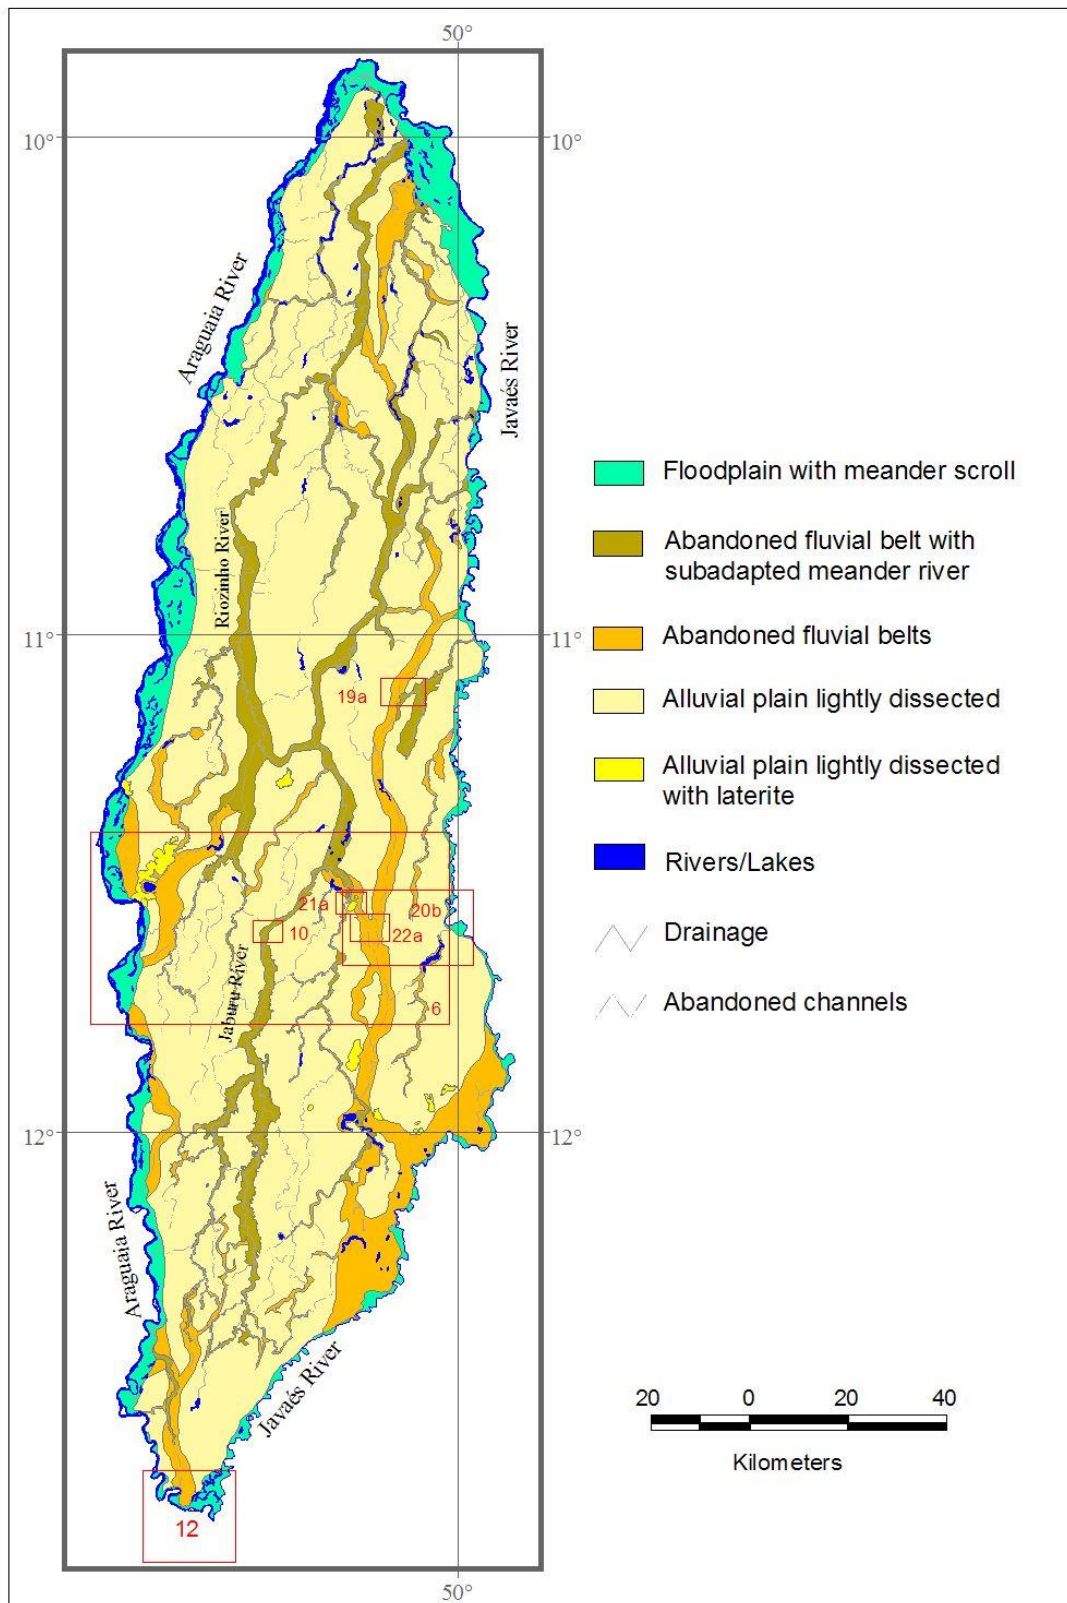 50°
10°
10°
Araguaia River
Javaés River
Floodplain with meander scroll
Abandoned fluvial belt with
subadapted meander river
Riozinho River
11°
11°
Abandoned fluvial belts
19a
Alluvial plain lightly dissected
Alluvial plain lightly dissected
with laterite
Rivers/Lakes
21a
20b
10
22a
Drainage
Jaburu River
6
Abandoned channels
12°
12°
Araguaia River
Javaés River
20 0 20 40
Kilometers
12
50°